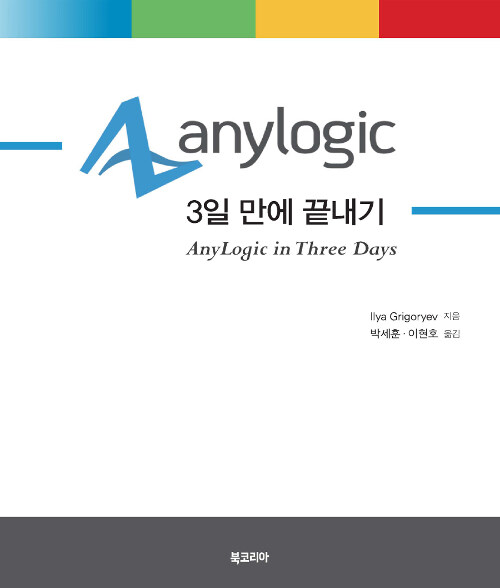 anylogic
3일 만에 끝내기
AnyLogic in Three Days
Ilya Grigoryev 지음
박세훈 · 이현호 옮김
북코리아